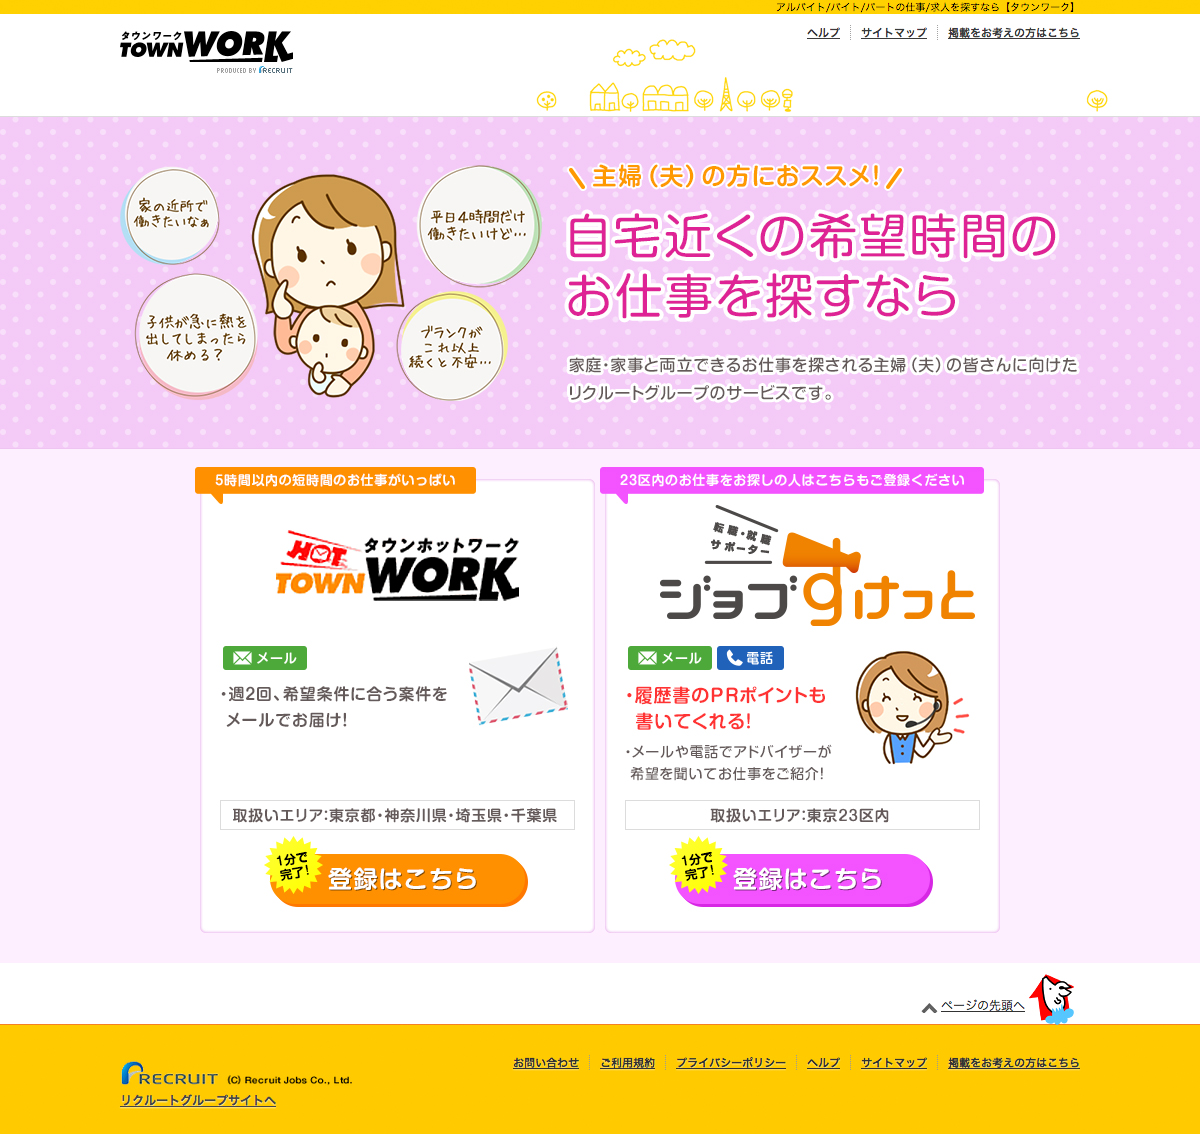 アルバイト/バイト/パートの仕事/求人を探すなら【タウンワーク】
タウンワーク
TOWNWORK
PRODUCED BY RECRUIT
ヘルプ
サイトマップ
掲載をお考えの方はこちら
家の近所で
働きたいなぁ
平日4時間だけ
働きたいけど…
子供が急に熱を
出してしまったら
休める?
ブランクが
これ以上
続くと不安…
\ 主婦(夫)の方におススメ! /
自宅近くの希望時間の
お仕事を探すなら
家庭・家事と両立できるお仕事を探される主婦(夫)の皆さんに向けた
リクルートグループのサービスです。
5時間以内の短時間のお仕事がいっぱい
HOT
タウンホットワーク
TOWN WORK
メール
・週2回、希望条件に合う案件を
メールでお届け!
取扱いエリア:東京都・神奈川県・埼玉県・千葉県
1分で
完了!
登録はこちら
23区内のお仕事をお探しの人はこちらもご登録ください
転職・就職
サポーター
ジョブすけっと
メール
電話
・履歴書のPRポイントも
書いてくれる!
・メールや電話でアドバイザーが
希望を聞いてお仕事をご紹介!
取扱いエリア:東京23区内
1分で
完了!
登録はこちら
ページの先頭へ
お問い合わせ
ご利用規約
プライバシーポリシー
ヘルプ
サイトマップ
掲載をお考えの方はこちら
RECRUIT (C) Recruit Jobs Co., Ltd.
リクルートグループサイトへ